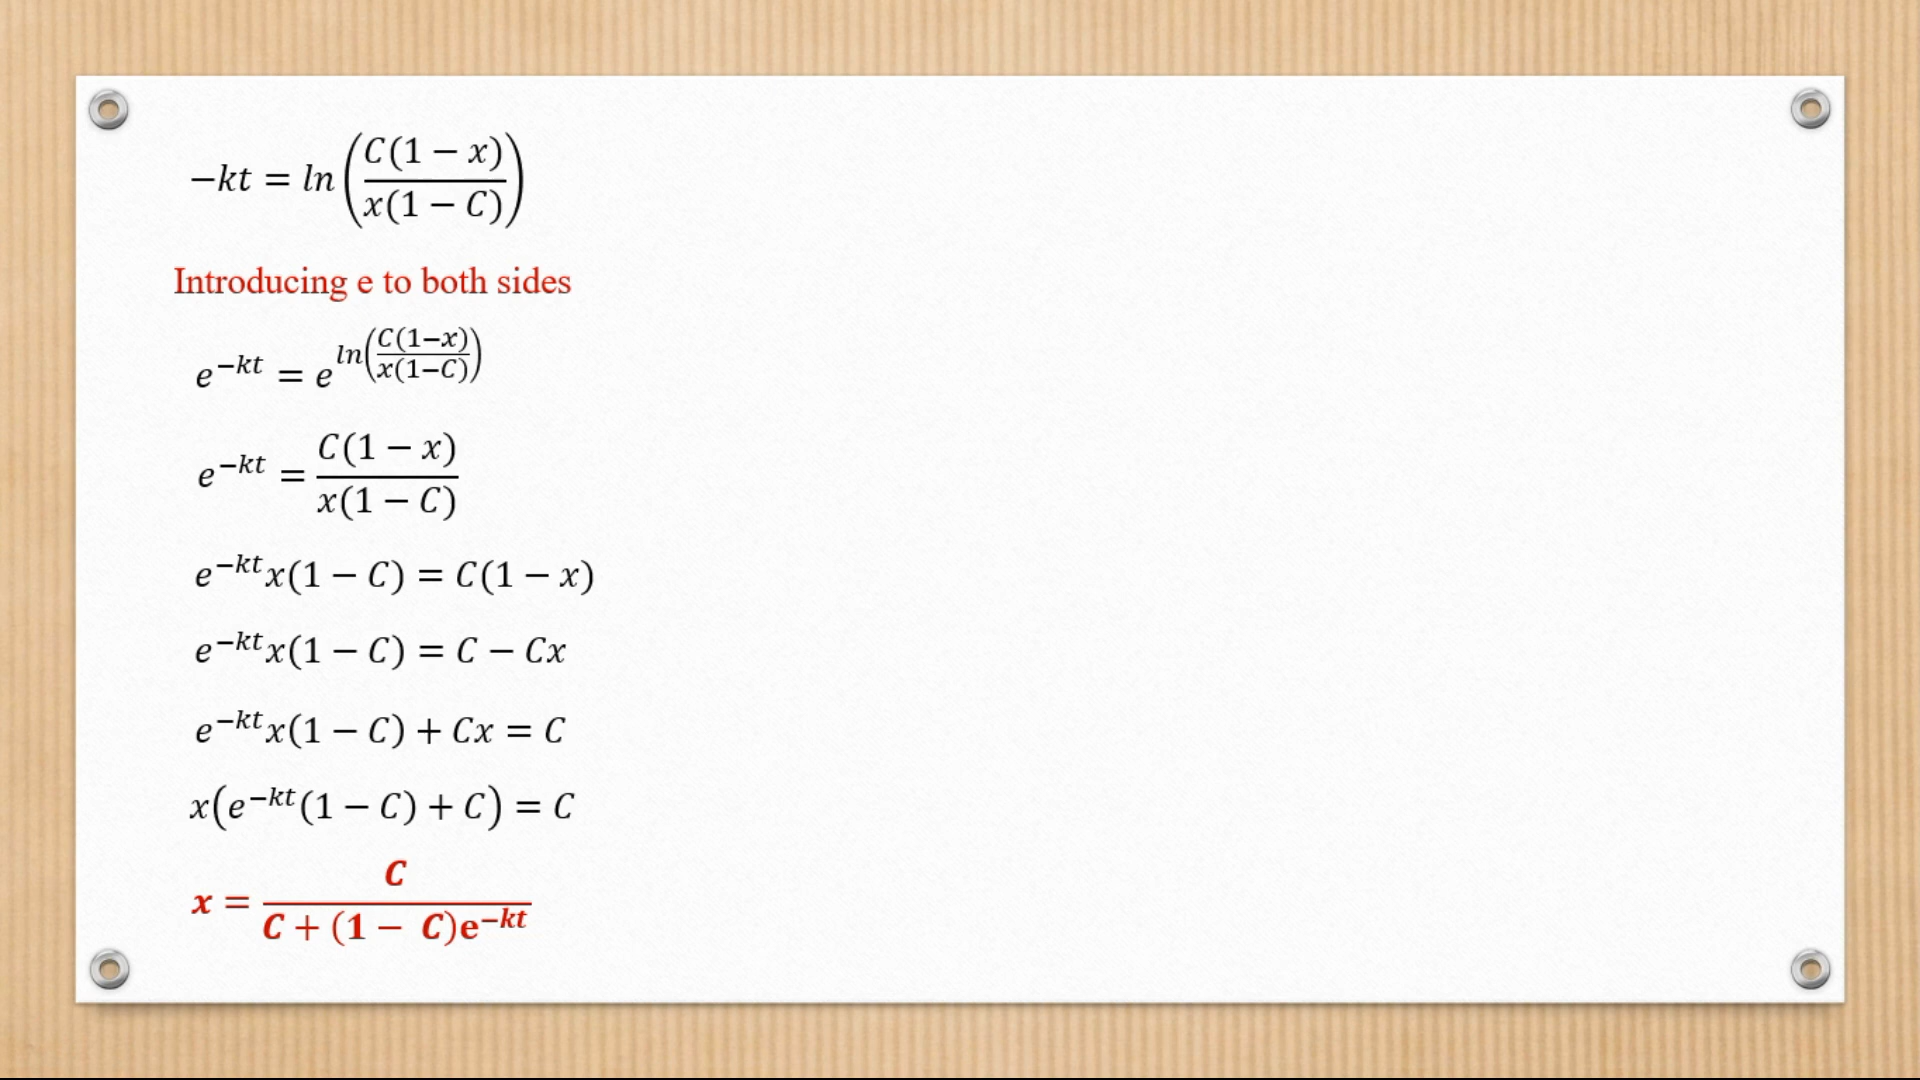 −kt = ln(C(1 − x)/x(1 − C))
Introducing e to both sides
e^{−kt} = e^{ln(C(1−x)/x(1−C))}
e^{−kt} = C(1 − x)/x(1 − C)
e^{−kt}x(1 − C) = C(1 − x)
e^{−kt}x(1 − C) = C − Cx
e^{−kt}x(1 − C) + Cx = C
x(e^{−kt}(1 − C) + C) = C
x = C/C + (1 − C)e^{−kt}